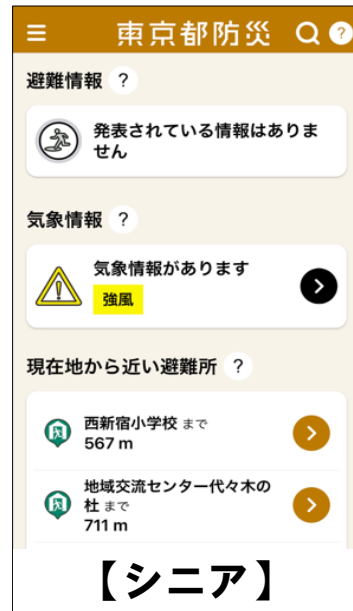 東京都防災 ?
避難情報 ?
発表されている情報はありま
せん
気象情報 ?
気象情報があります
強風
現在地から近い避難所 ?
西新宿小学校 まで
567 m
地域交流センター代々木の
杜 まで
711 m
【シニア】